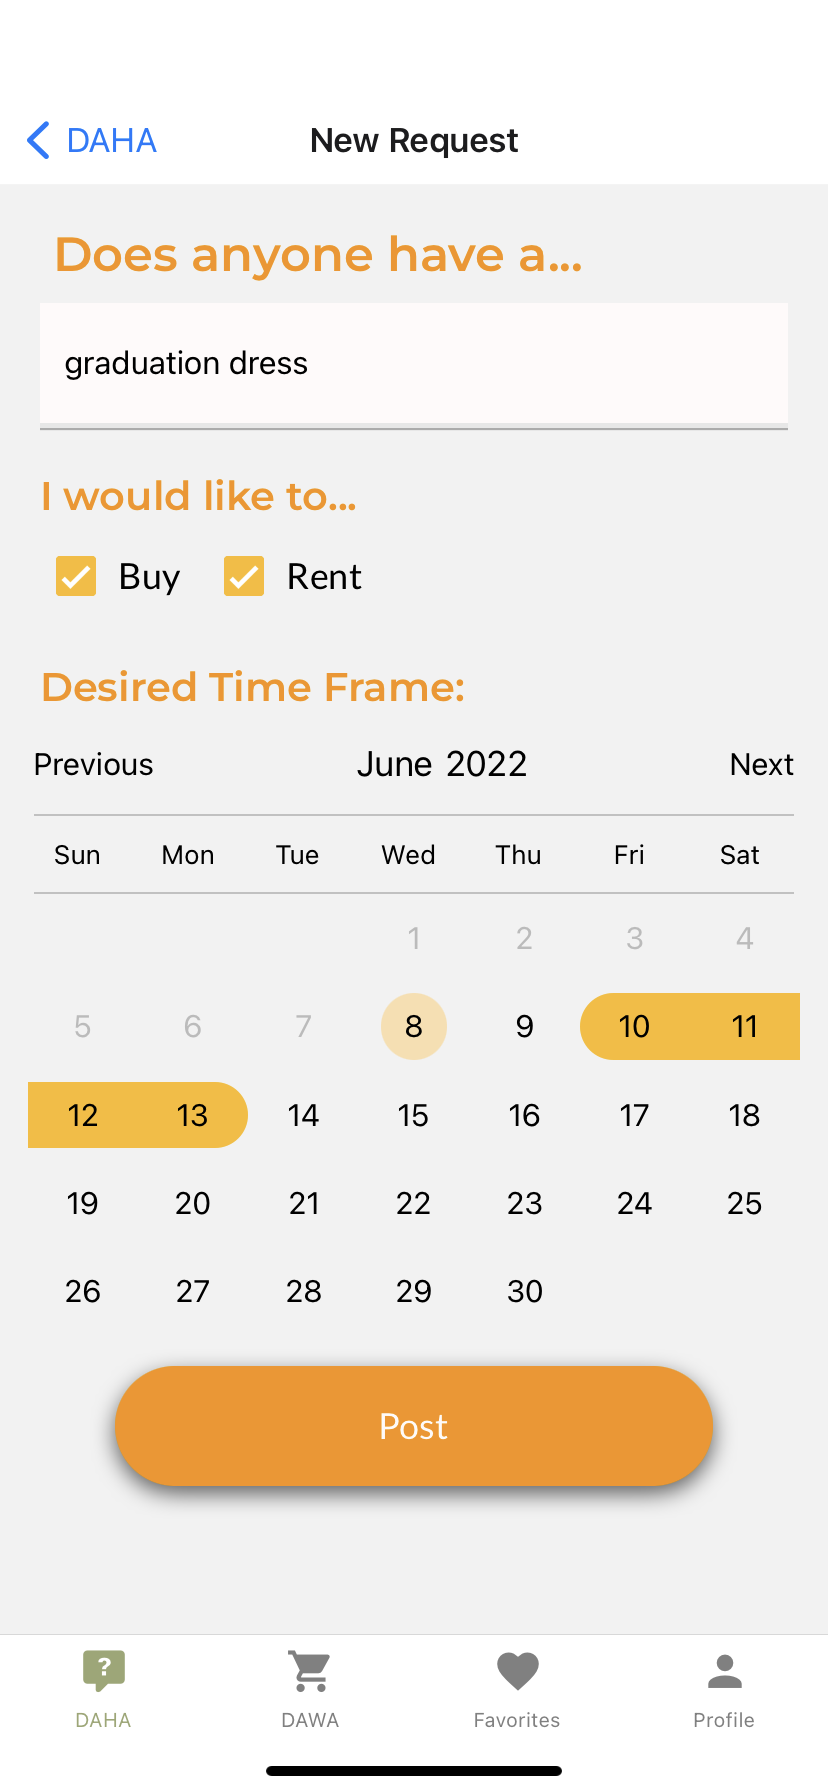 DAHA New Request
Does anyone have a...
graduation dress
I would like to...
Buy Rent
Desired Time Frame:
Previous June 2022 Next
Sun Mon Tue Wed Thu Fri Sat
1 2 3 4
5 6 7 8 9 10 11
12 13 14 15 16 17 18
19 20 21 22 23 24 25
26 27 28 29 30
Post
?
DAHA DAWA Favorites Profile